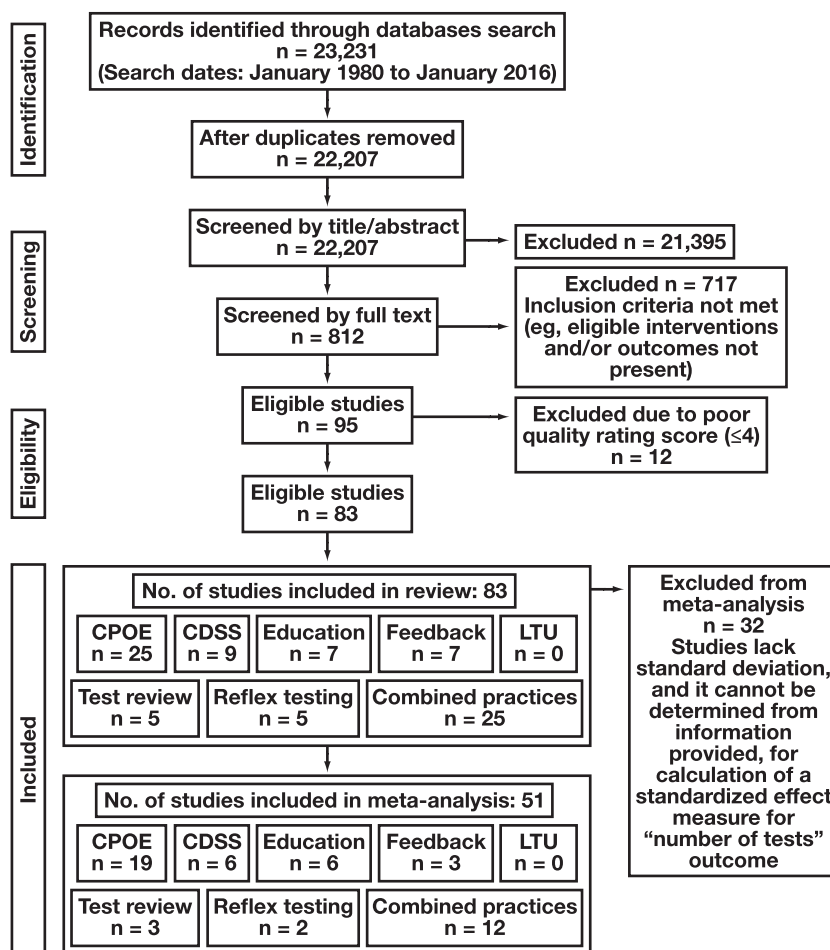 Identification
Records identified through databases search
n = 23,231
(Search dates: January 1980 to January 2016)
After duplicates removed
n = 22,207
Screening
Screened by title/abstract
n = 22,207
Excluded n = 21,395
Screened by full text
n = 812
Excluded n = 717
Inclusion criteria not met
(eg, eligible interventions
and/or outcomes not
present)
Eligibility
Eligible studies
n = 95
Excluded due to poor
quality rating score (≤4)
n = 12
Eligible studies
n = 83
Included
No. of studies included in review: 83
CPOE
n = 25
CDSS
n = 9
Education
n = 7
Feedback
n = 7
LTU
n = 0
Test review
n = 5
Reflex testing
n = 5
Combined practices
n = 25
Excluded from
meta-analysis
n = 32
Studies lack
standard deviation,
and it cannot be
determined from
information
provided, for
calculation of a
standardized effect
measure for
“number of tests”
outcome
No. of studies included in meta-analysis: 51
CPOE
n = 19
CDSS
n = 6
Education
n = 6
Feedback
n = 3
LTU
n = 0
Test review
n = 3
Reflex testing
n = 2
Combined practices
n = 12